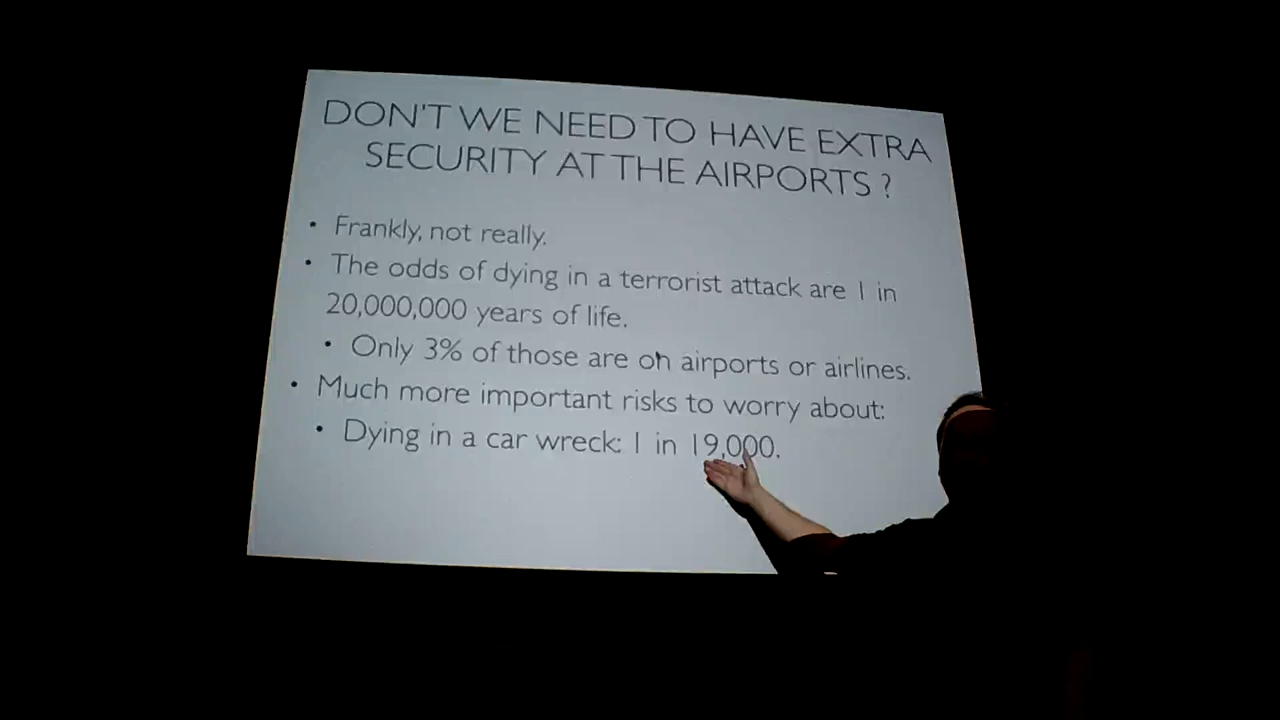 DON'T WE NEED TO HAVE EXTRA
SECURITY AT THE AIRPORTS ?
• Frankly, not really.
• The odds of dying in a terrorist attack are 1 in
20,000,000 years of life.
• Only 3% of those are on airports or airlines.
• Much more important risks to worry about:
• Dying in a car wreck: 1 in 19,000.